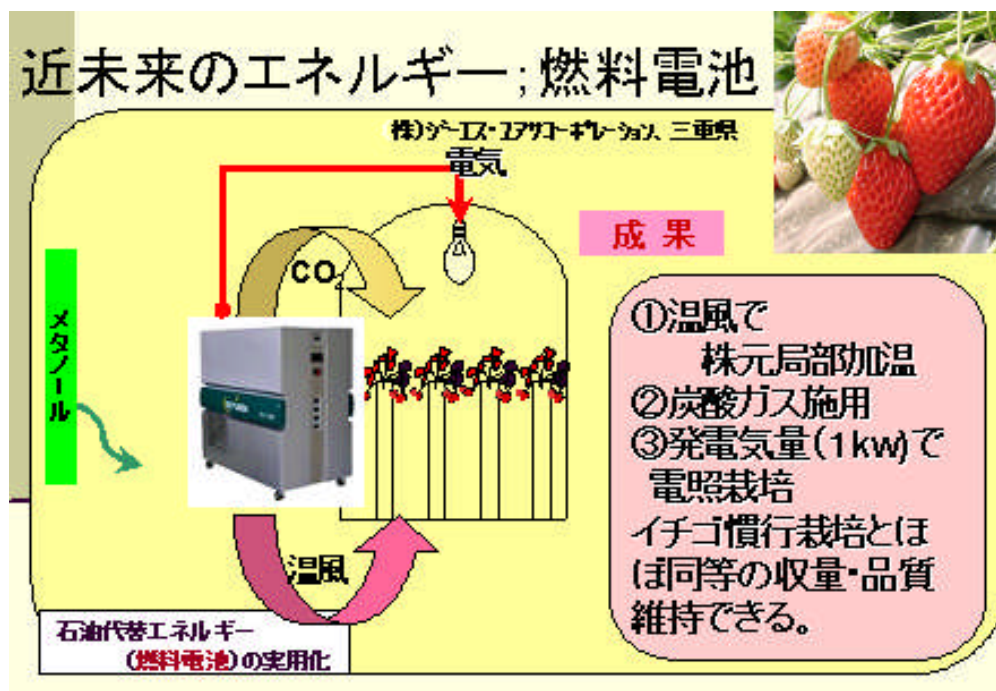 近未来のエネルギー;燃料電池
株)ジーエス・ユアサコーポレーション、三重県
電気
成 果
CO2
メタノール
①温風で
株元局部加温
②炭酸ガス施用
③発電気量(1kw)で
電照栽培
イチゴ慣行栽培とほ
ぼ同等の収量・品質
維持できる。
温風
石油代替エネルギー
(燃料電池)の実用化